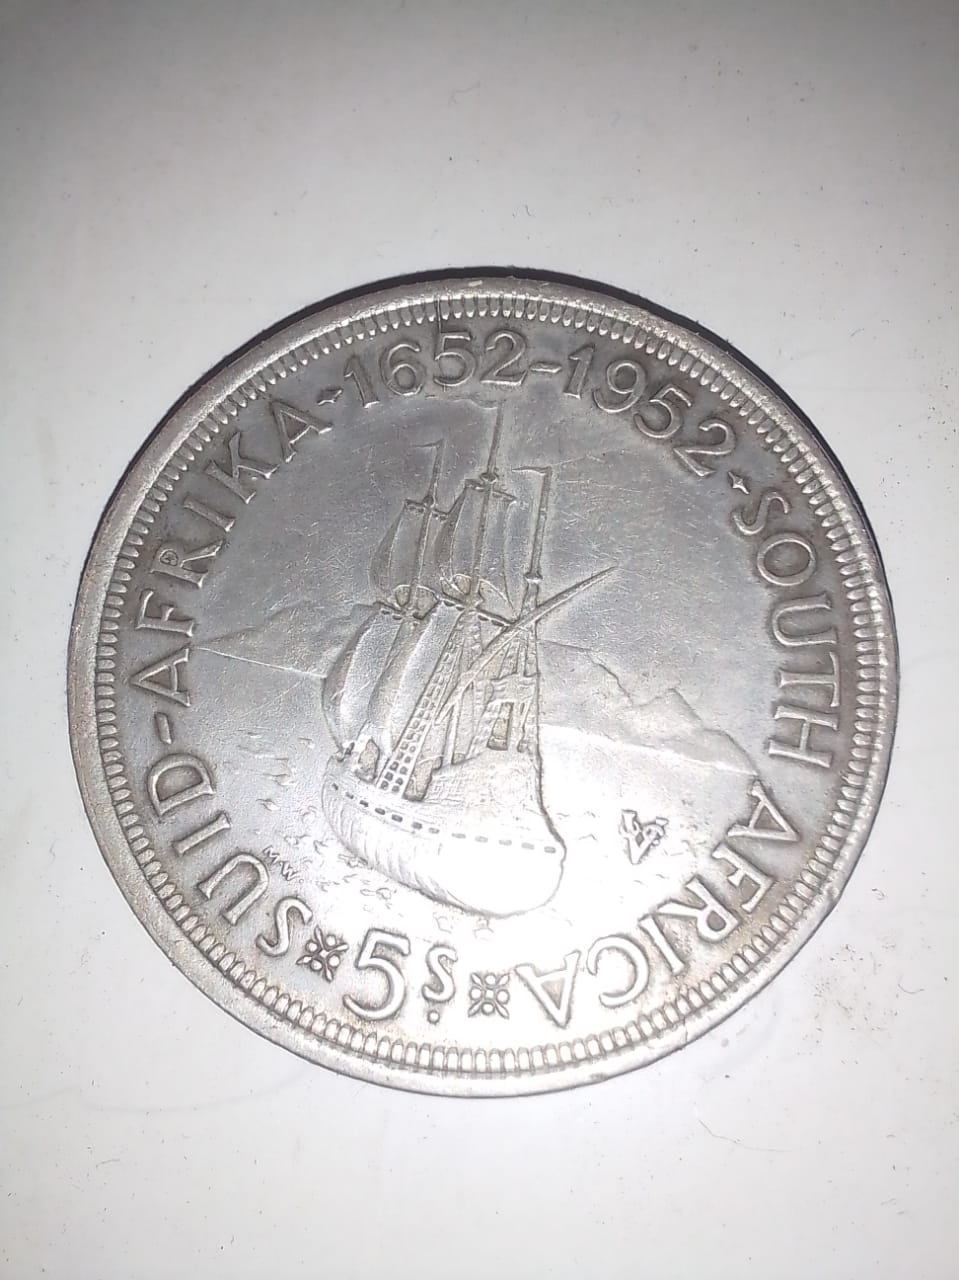 SUID-AFRIKA · 1652-1952 · SOUTH AFRICA
5s.
M.W.